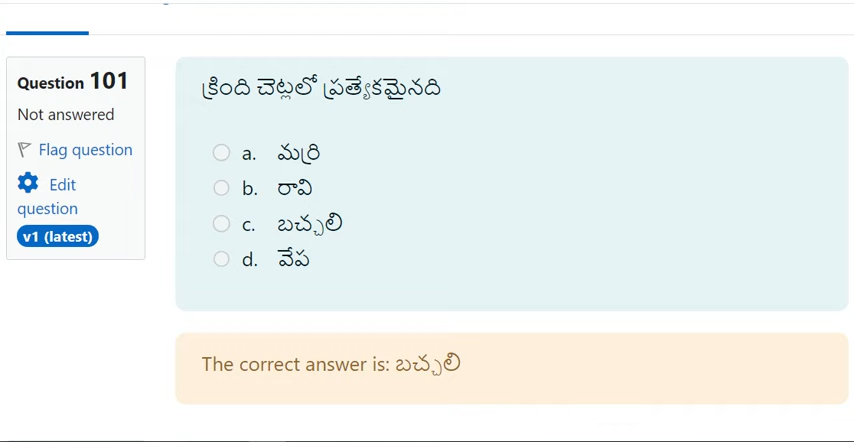 Question 101
Not answered
Flag question
Edit
question
v1 (latest)
క్రింది చెట్లలో ప్రత్యేకమైనది
a. మర్రి
b. రావి
c. బచ్చలి
d. వేప
The correct answer is: బచ్చలి